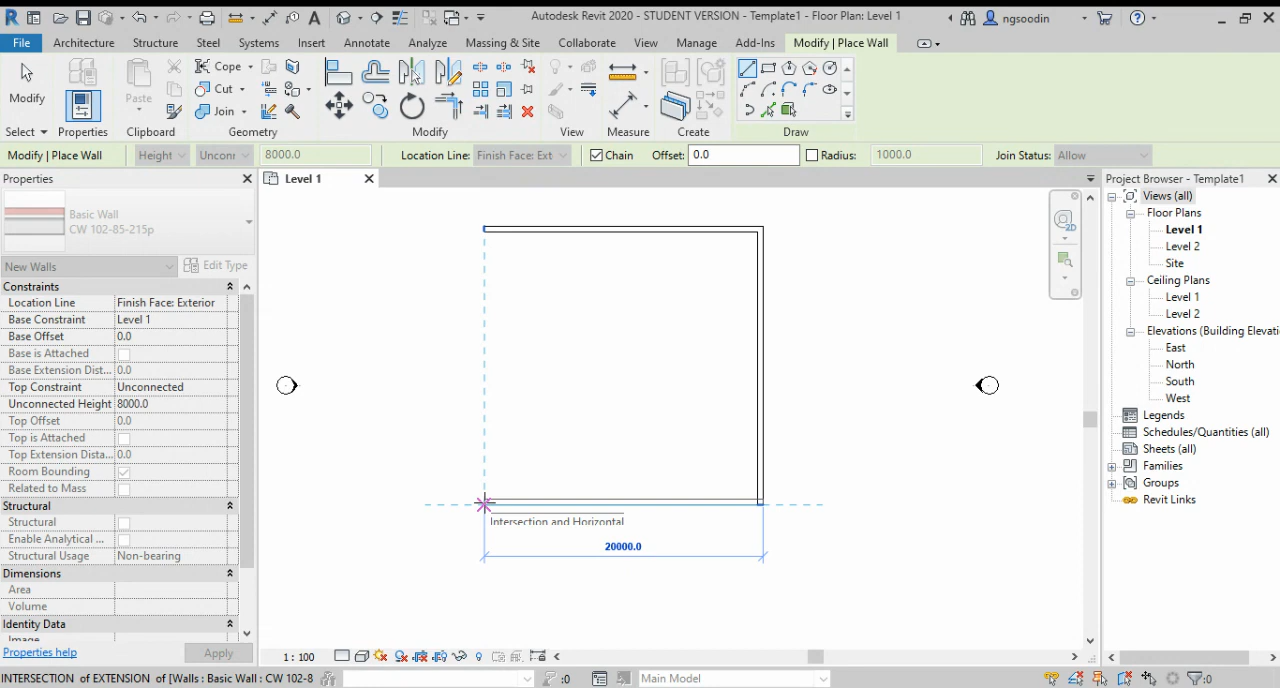 Autodesk Revit 2020 - STUDENT VERSION - Template1 - Floor Plan: Level 1
ngsoodin
File
Architecture
Structure
Steel
Systems
Insert
Annotate
Analyze
Massing & Site
Collaborate
View
Manage
Add-Ins
Modify | Place Wall
Cope
Cut
Join
Modify
Paste
Select
Properties
Clipboard
Geometry
Modify
View
Measure
Create
Draw
Modify | Place Wall
Height
Unconr
8000.0
Location Line:
Finish Face: Ext
Chain
Offset:
0.0
Radius:
1000.0
Join Status:
Allow
Properties
Level 1
Project Browser - Template1
Basic Wall
CW 102-85-215p
New Walls
Edit Type
Constraints
Location Line Finish Face: Exterior
Base Constraint Level 1
Base Offset 0.0
Base is Attached
Base Extension Dist... 0.0
Top Constraint Unconnected
Unconnected Height 8000.0
Top Offset 0.0
Top is Attached
Top Extension Dista... 0.0
Room Bounding
Related to Mass
Structural
Structural
Enable Analytical ...
Structural Usage Non-bearing
Dimensions
Area
Volume
Identity Data
Image
Properties help
Apply
2D
Intersection and Horizontal
20000.0
Views (all)
Floor Plans
Level 1
Level 2
Site
Ceiling Plans
Level 1
Level 2
Elevations (Building Elevati
East
North
South
West
Legends
Schedules/Quantities (all)
Sheets (all)
Families
Groups
Revit Links
1 : 100
INTERSECTION of EXTENSION of [Walls : Basic Wall : CW 102-8
:0
Main Model
:0